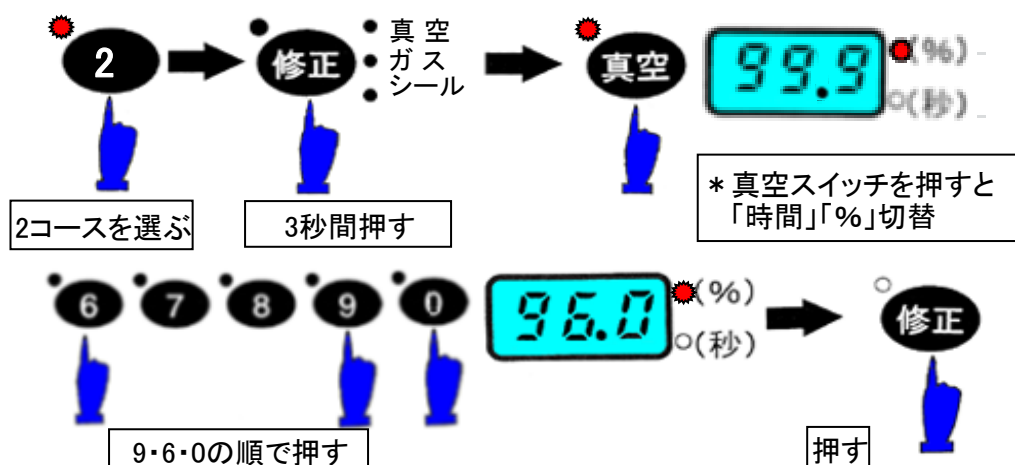 2
修正
真空
ガス
シール
真空
99.9
(%)
(秒)
2コースを選ぶ
3秒間押す
*真空スイッチを押すと
「時間」「%」切替
6
7
8
9
0
96.0
(%)
(秒)
修正
9・6・0の順で押す
押す